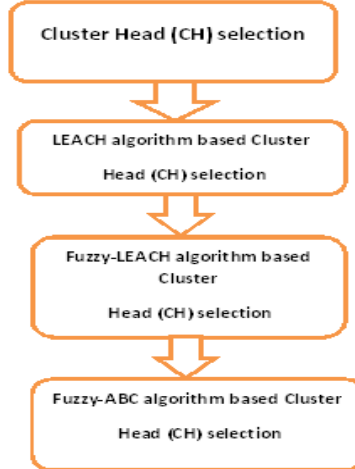 Cluster Head (CH) selection
LEACH algorithm based Cluster
Head (CH) selection
Fuzzy-LEACH algorithm based
Cluster
Head (CH) selection
Fuzzy-ABC algorithm based Cluster
Head (CH) selection